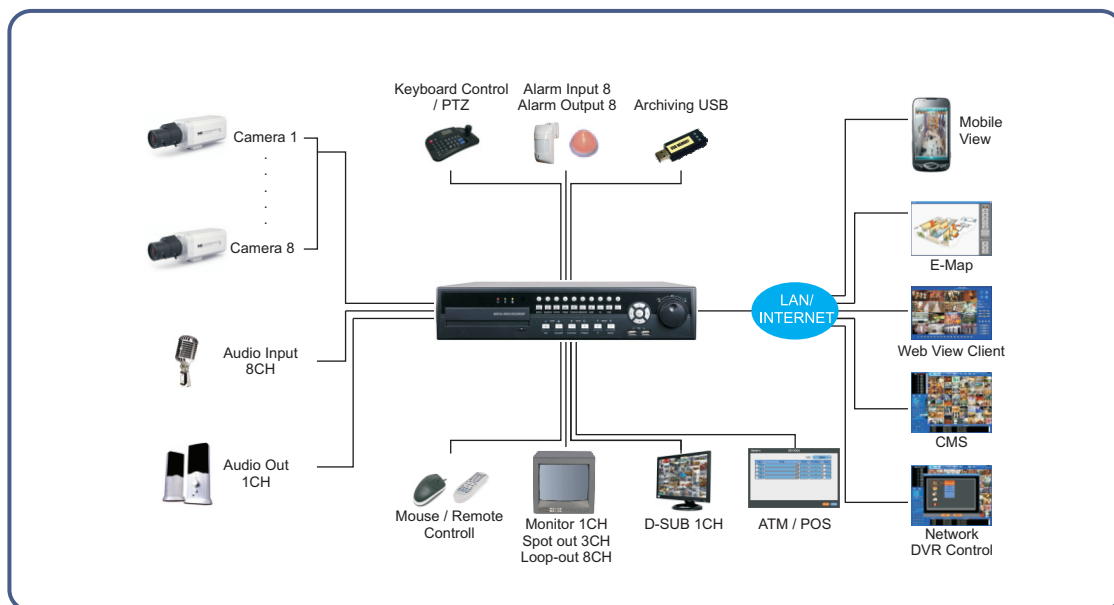 Keyboard Control
/ PTZ
Alarm Input 8
Alarm Output 8
Archiving USB
Camera 1
.
.
.
.
.
Camera 8
Mobile
View
E-Map
LAN/
INTERNET
Web View Client
Audio Input
8CH
CMS
Audio Out
1CH
Mouse / Remote
Controll
Monitor 1CH
Spot out 3CH
Loop-out 8CH
D-SUB 1CH
ATM / POS
Network
DVR Control